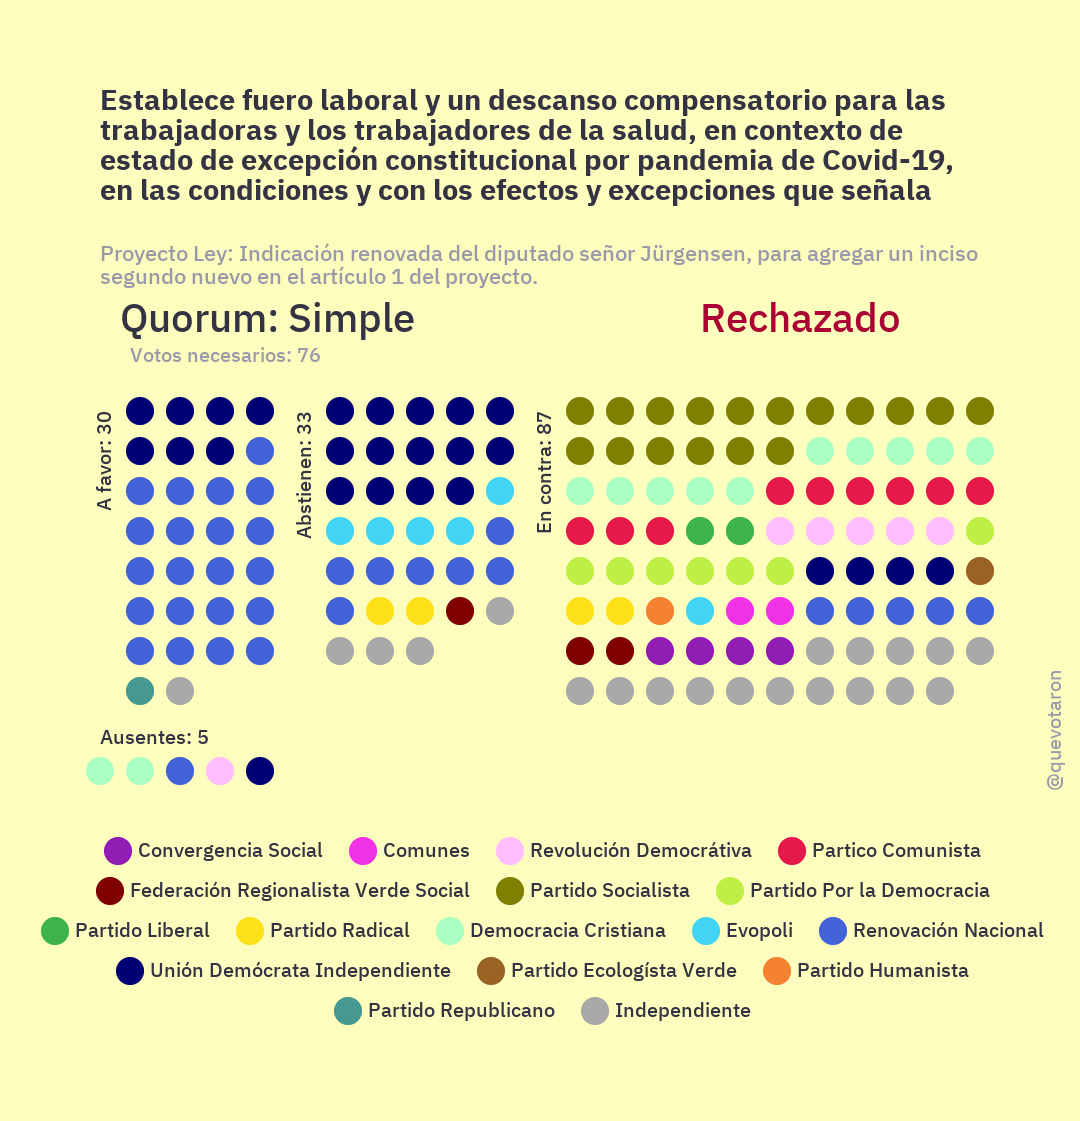 Establece fuero laboral y un descanso compensatorio para las
trabajadoras y los trabajadores de la salud, en contexto de
estado de excepción constitucional por pandemia de Covid-19,
en las condiciones y con los efectos y excepciones que señala
Proyecto Ley: Indicación renovada del diputado señor Jürgensen, para agregar un inciso
segundo nuevo en el artículo 1 del proyecto.
Quorum: Simple
Rechazado
Votos necesarios: 76
A favor: 30
Abstienen: 33
En contra: 87
Ausentes: 5
@quevotaron
Convergencia Social
Comunes
Revolución Democrátiva
Partico Comunista
Federación Regionalista Verde Social
Partido Socialista
Partido Por la Democracia
Partido Liberal
Partido Radical
Democracia Cristiana
Evopoli
Renovación Nacional
Unión Demócrata Independiente
Partido Ecologísta Verde
Partido Humanista
Partido Republicano
Independiente